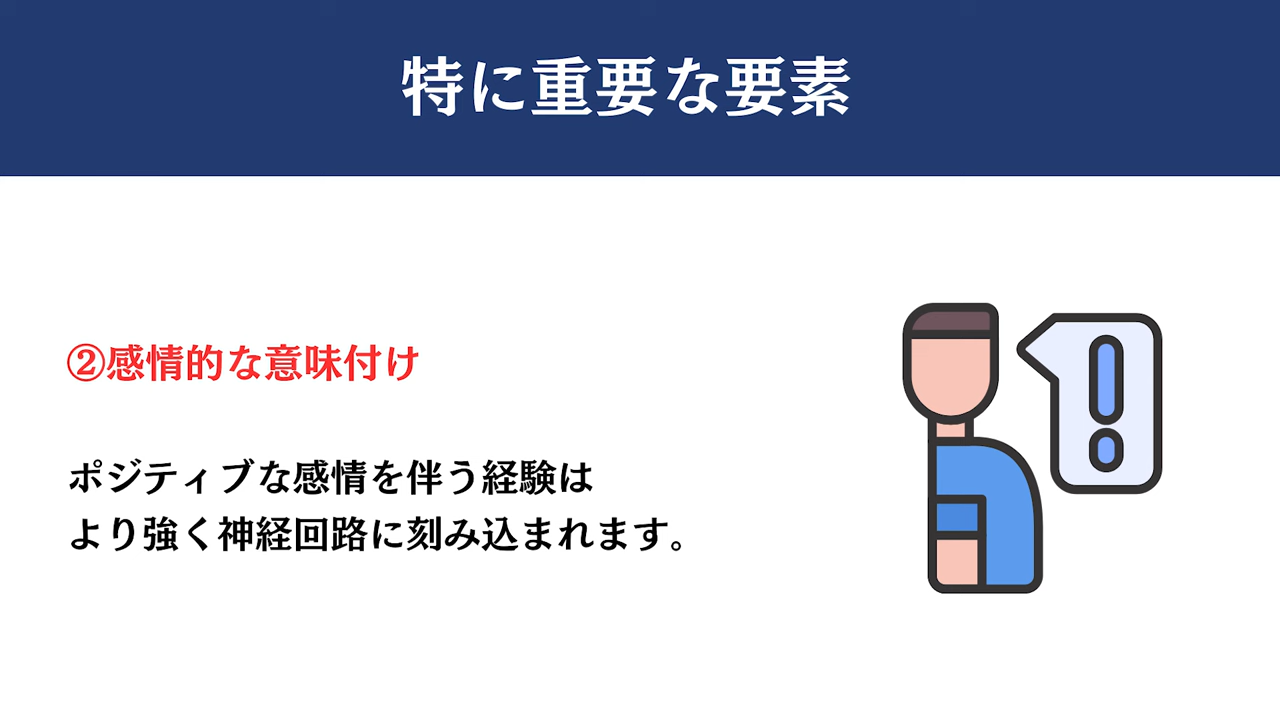 特に重要な要素
②感情的な意味付け
ポジティブな感情を伴う経験は
より強く神経回路に刻み込まれます。